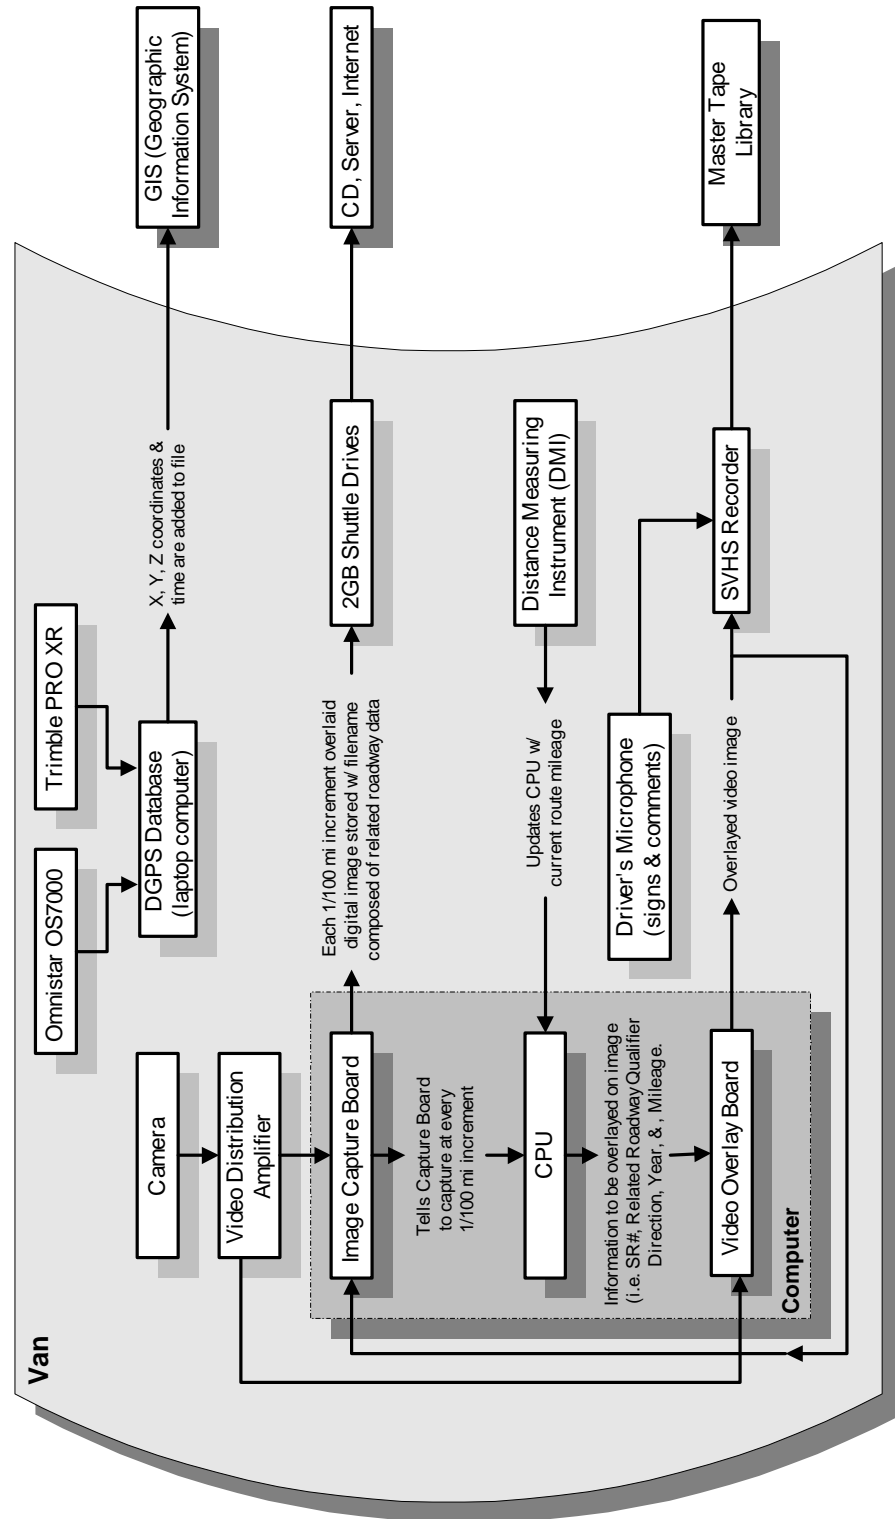 Van
Omnistar OS7000
Trimble PRO XR
DGPS Database
(laptop computer)
X, Y, Z coordinates &
time are added to file
GIS (Geographic
Information System)
Camera
Video Distribution
Amplifier
Image Capture Board
Each 1/100 mi increment overlaid
digital image stored w/ filename
composed of related roadway data
2GB Shuttle Drives
CD, Server, Internet
Tells Capture Board
to capture at every
1/100 mi increment
CPU
Updates CPU w/
current route mileage
Distance Measuring
Instrument (DMI)
Information to be overlayed on image
(i.e. SR#, Related Roadway Qualifier
Direction, Year, & , Mileage.
Driver's Microphone
(signs & comments)
Video Overlay Board
Overlayed video image
SVHS Recorder
Master Tape
Library
Computer